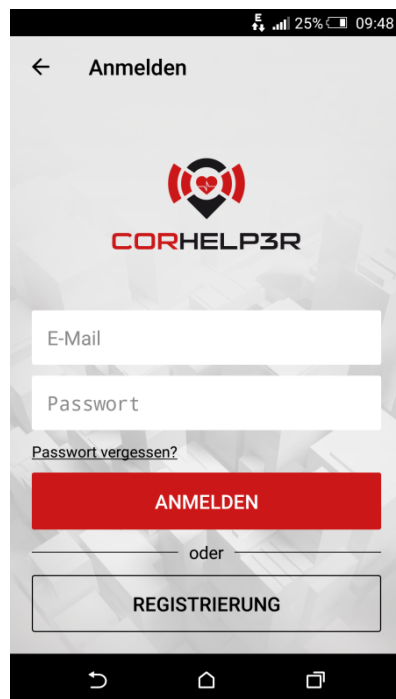 E 25% 09:48
Anmelden
CORHELP3R
E-Mail
Passwort
Passwort vergessen?
ANMELDEN
oder
REGISTRIERUNG